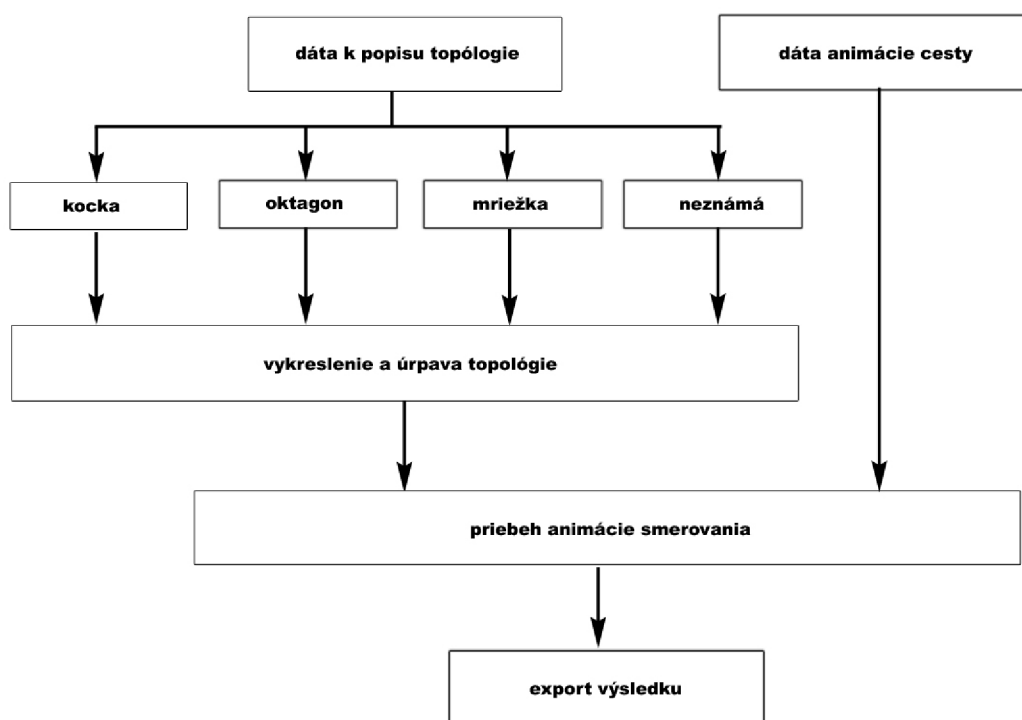 dáta k popisu topólogie
dáta animácie cesty
kocka
oktagon
mriežka
neznámá
vykreslenie a úrpava topológie
priebeh animácie smerovania
export výsledku